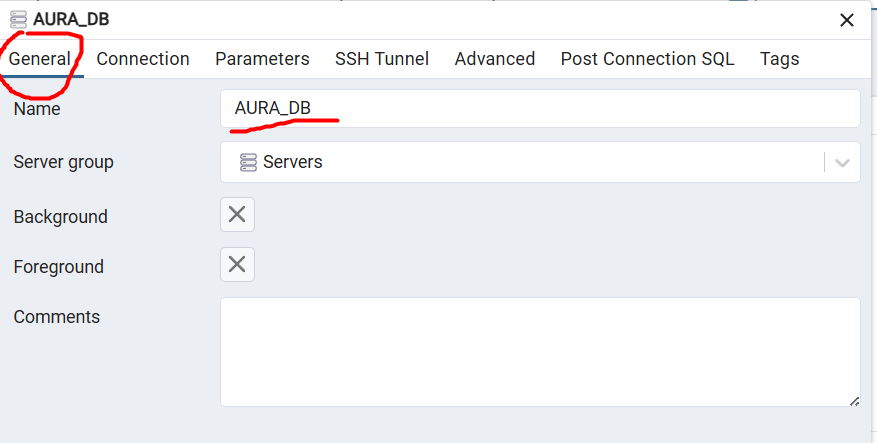 AURA_DB
General Connection Parameters SSH Tunnel Advanced Post Connection SQL Tags
Name AURA_DB
Server group Servers
Background
Foreground
Comments